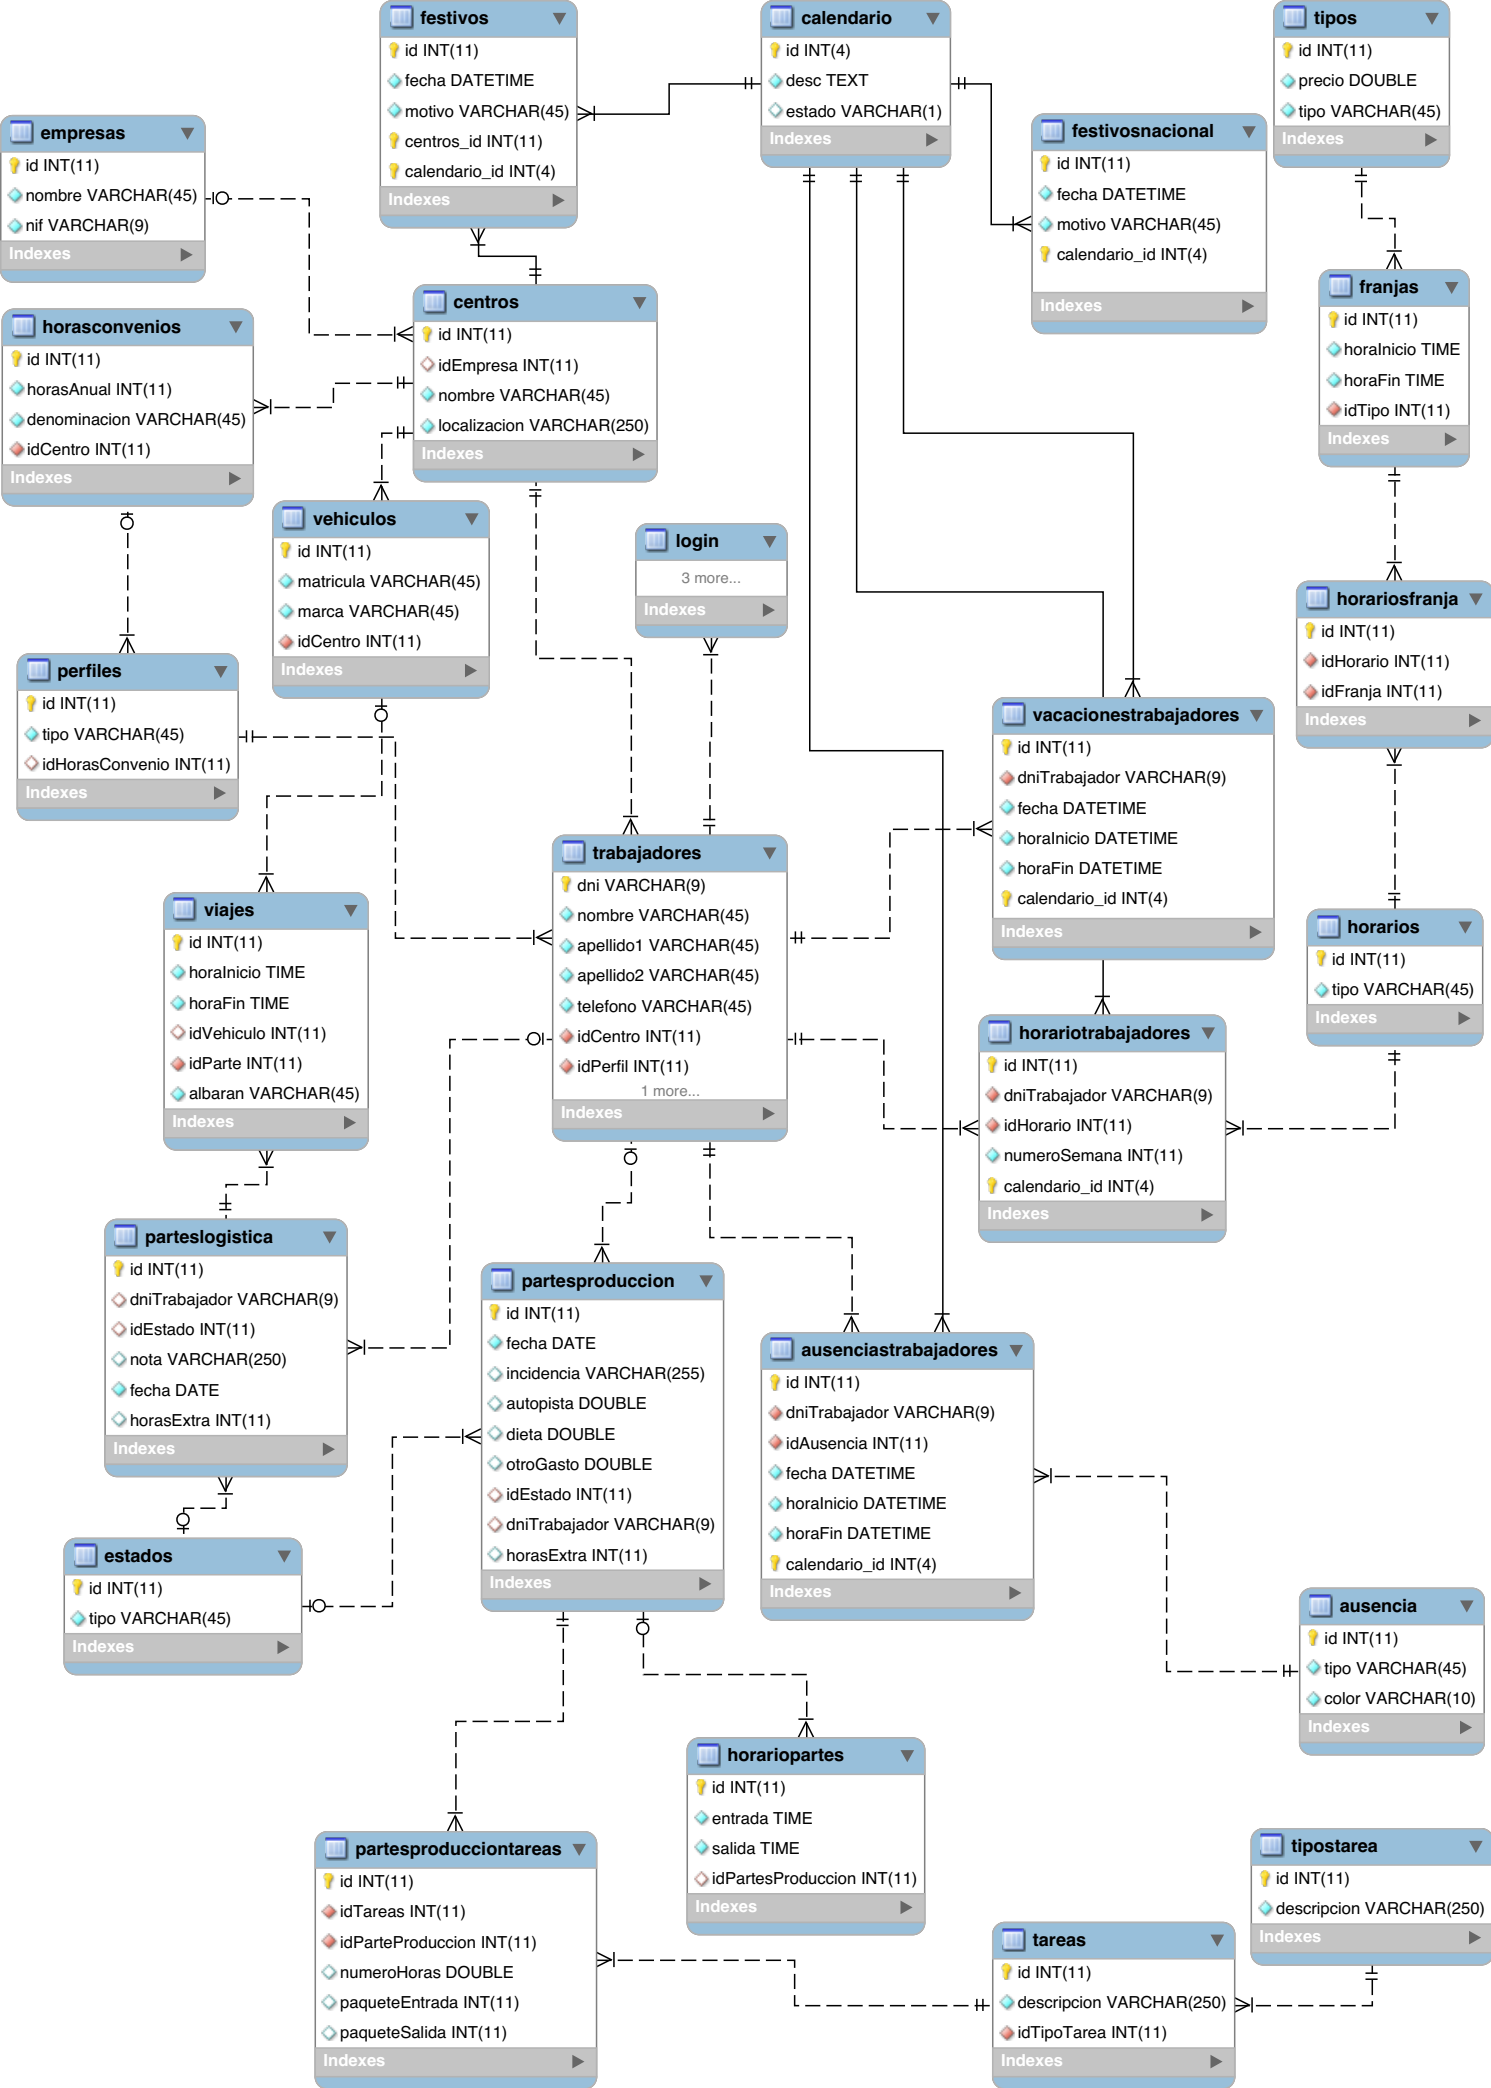 festivos
id INT(11)
fecha DATETIME
motivo VARCHAR(45)
centros_id INT(11)
calendario_id INT(4)
Indexes
calendario
id INT(4)
desc TEXT
estado VARCHAR(1)
Indexes
tipos
id INT(11)
precio DOUBLE
tipo VARCHAR(45)
Indexes
empresas
id INT(11)
nombre VARCHAR(45)
nif VARCHAR(9)
Indexes
festivosnacional
id INT(11)
fecha DATETIME
motivo VARCHAR(45)
calendario_id INT(4)
Indexes
franjas
id INT(11)
horaInicio TIME
horaFin TIME
idTipo INT(11)
Indexes
centros
id INT(11)
idEmpresa INT(11)
nombre VARCHAR(45)
localizacion VARCHAR(250)
Indexes
horasconvenios
id INT(11)
horasAnual INT(11)
denominacion VARCHAR(45)
idCentro INT(11)
Indexes
vehiculos
id INT(11)
matricula VARCHAR(45)
marca VARCHAR(45)
idCentro INT(11)
Indexes
login
3 more...
Indexes
horariosfranja
id INT(11)
idHorario INT(11)
idFranja INT(11)
Indexes
perfiles
id INT(11)
tipo VARCHAR(45)
idHorasConvenio INT(11)
Indexes
vacacionestrabajadores
id INT(11)
dniTrabajador VARCHAR(9)
fecha DATETIME
horaInicio DATETIME
horaFin DATETIME
calendario_id INT(4)
Indexes
trabajadores
dni VARCHAR(9)
nombre VARCHAR(45)
apellido1 VARCHAR(45)
apellido2 VARCHAR(45)
telefono VARCHAR(45)
idCentro INT(11)
idPerfil INT(11)
1 more...
Indexes
viajes
id INT(11)
horaInicio TIME
horaFin TIME
idVehiculo INT(11)
idParte INT(11)
albaran VARCHAR(45)
Indexes
horarios
id INT(11)
tipo VARCHAR(45)
Indexes
horariotrabajadores
id INT(11)
dniTrabajador VARCHAR(9)
idHorario INT(11)
numeroSemana INT(11)
calendario_id INT(4)
Indexes
parteslogistica
id INT(11)
dniTrabajador VARCHAR(9)
idEstado INT(11)
nota VARCHAR(250)
fecha DATE
horasExtra INT(11)
Indexes
partesproduccion
id INT(11)
fecha DATE
incidencia VARCHAR(255)
autopista DOUBLE
dieta DOUBLE
otroGasto DOUBLE
idEstado INT(11)
dniTrabajador VARCHAR(9)
horasExtra INT(11)
Indexes
ausenciastrabajadores
id INT(11)
dniTrabajador VARCHAR(9)
idAusencia INT(11)
fecha DATETIME
horaInicio DATETIME
horaFin DATETIME
calendario_id INT(4)
Indexes
estados
id INT(11)
tipo VARCHAR(45)
Indexes
ausencia
id INT(11)
tipo VARCHAR(45)
color VARCHAR(10)
Indexes
horariopartes
id INT(11)
entrada TIME
salida TIME
idPartesProduccion INT(11)
Indexes
partesproducciontareas
id INT(11)
idTareas INT(11)
idParteProduccion INT(11)
numeroHoras DOUBLE
paqueteEntrada INT(11)
paqueteSalida INT(11)
Indexes
tipostarea
id INT(11)
descripcion VARCHAR(250)
Indexes
tareas
id INT(11)
descripcion VARCHAR(250)
idTipoTarea INT(11)
Indexes